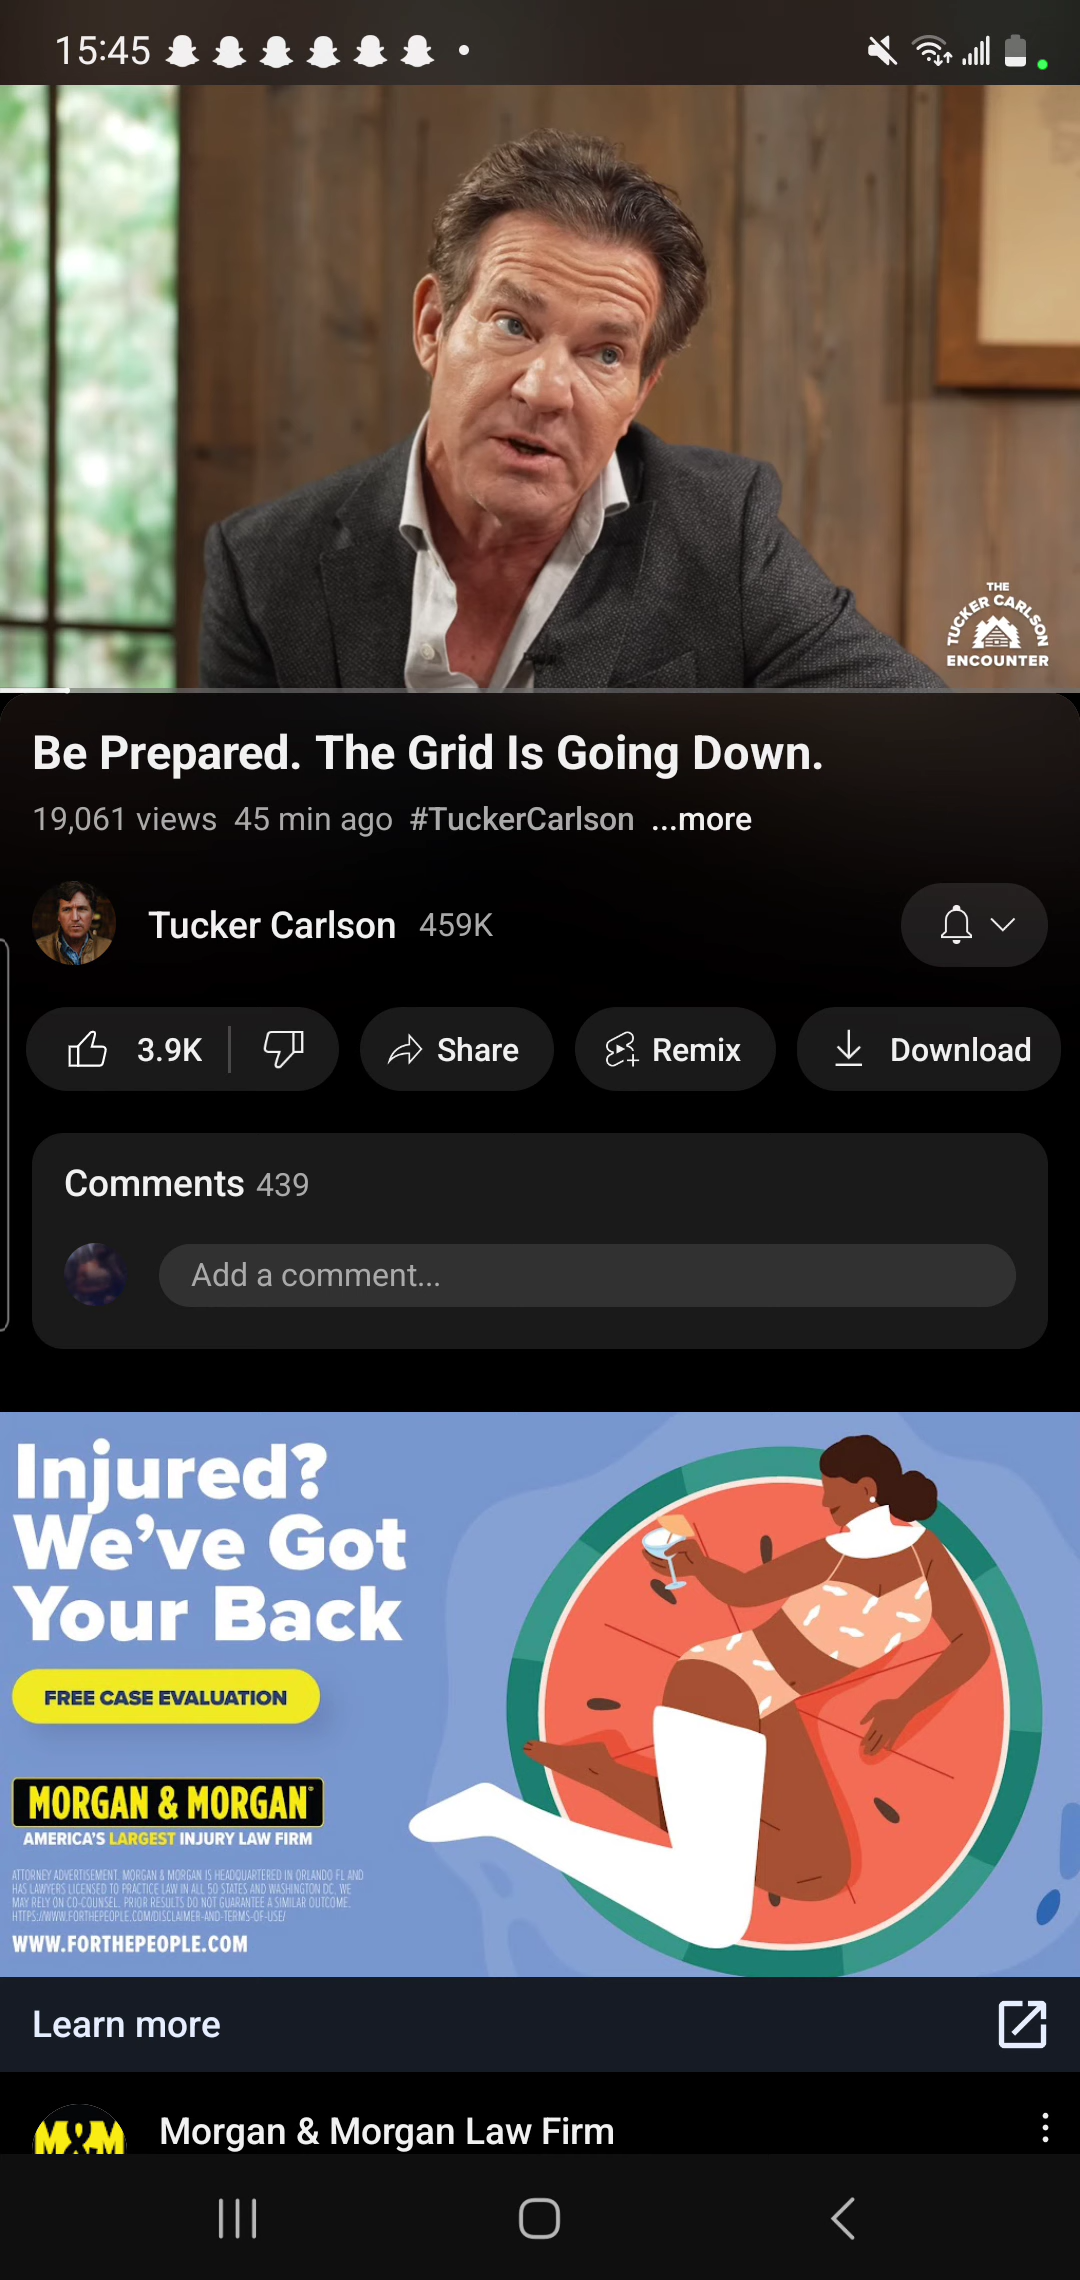 15:45
THE
TUCKER CARLSON
ENCOUNTER
Be Prepared. The Grid Is Going Down.
19,061 views 45 min ago #TuckerCarlson ...more
Tucker Carlson 459K
3.9K Share Remix Download
Comments 439
Add a comment...
Injured?
We've Got
Your Back
FREE CASE EVALUATION
MORGAN & MORGAN®
AMERICA'S LARGEST INJURY LAW FIRM
ATTORNEY ADVERTISEMENT. MORGAN & MORGAN IS HEADQUARTERED IN ORLANDO FL AND
HAS LAWYERS LICENSED TO PRACTICE LAW IN ALL 50 STATES AND WASHINGTON DC. WE
MAY RELY ON CO-COUNSEL. PRIOR RESULTS DO NOT GUARANTEE A SIMILAR OUTCOME.
HTTPS://WWW.FORTHEPEOPLE.COM/DISCLAIMER-AND-TERMS-OF-USE/
WWW.FORTHEPEOPLE.COM
Learn more
M&M
Morgan & Morgan Law Firm